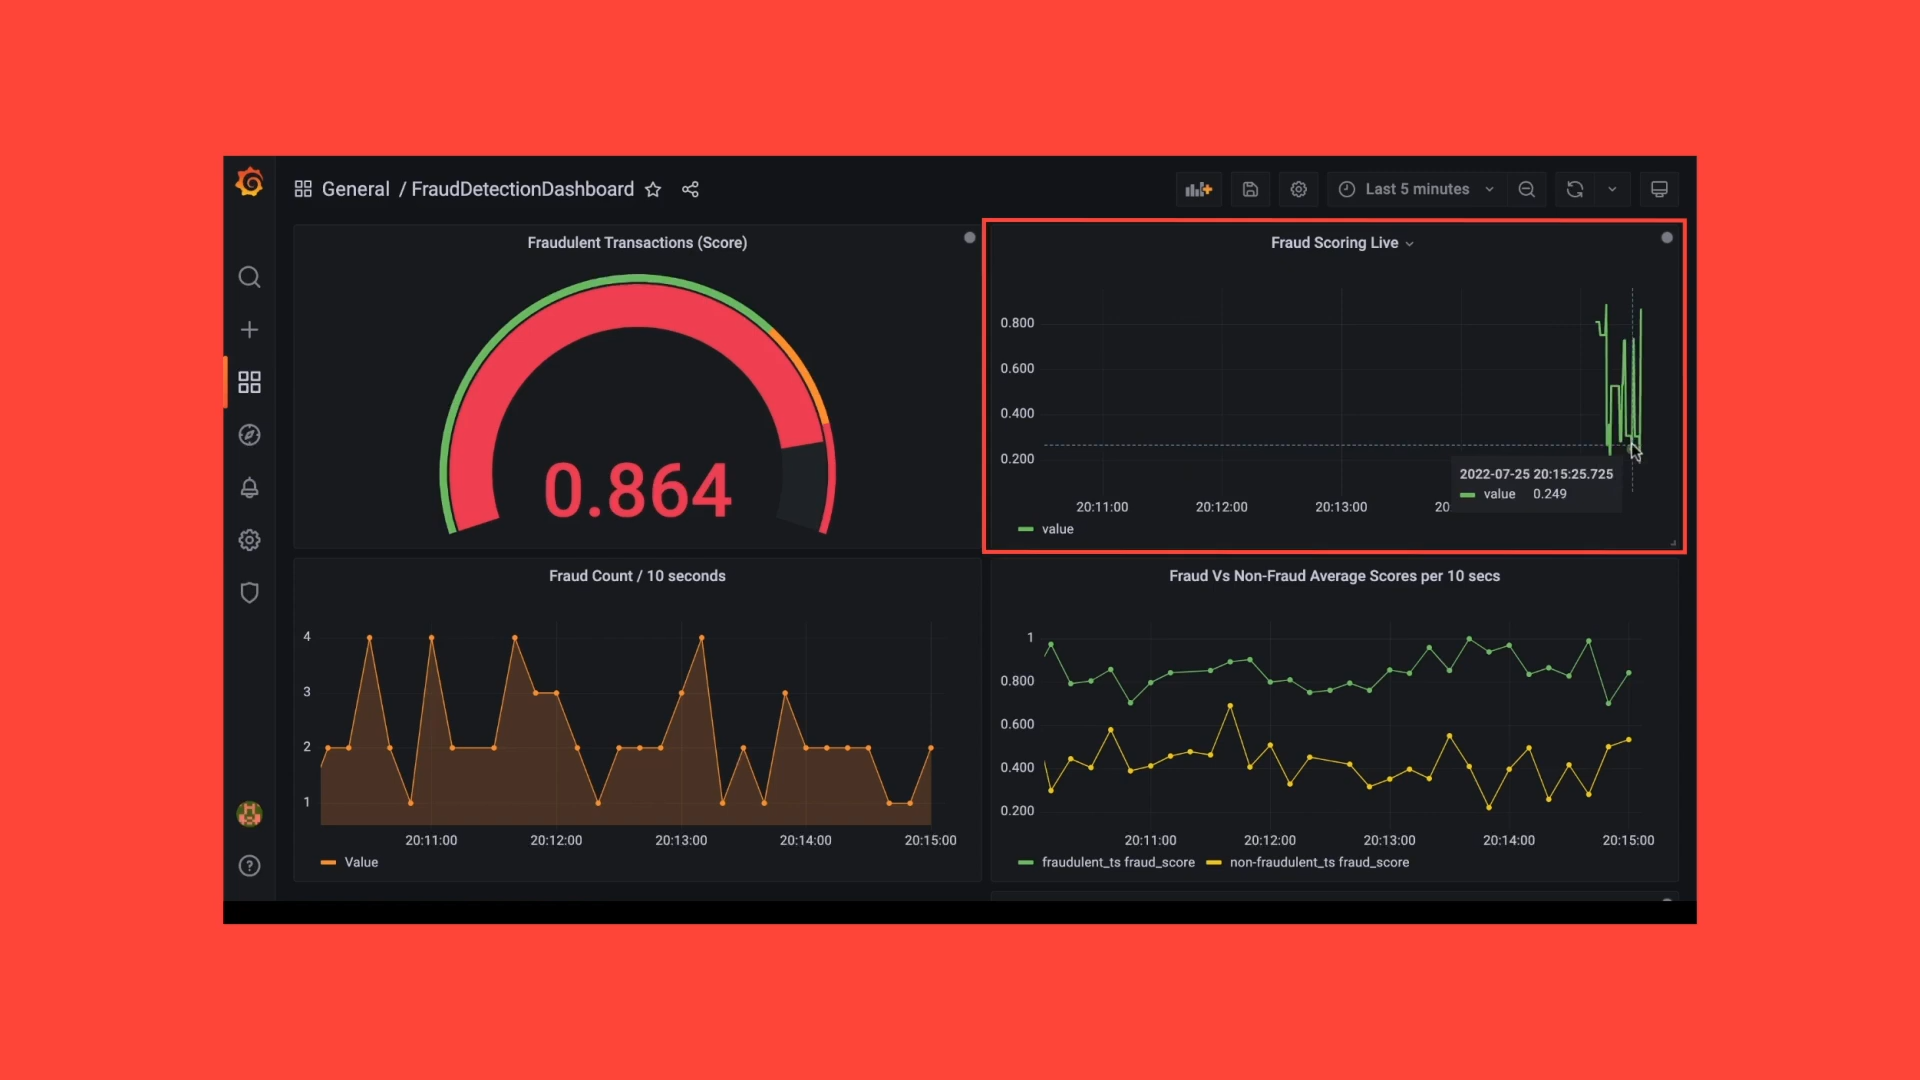 General / FraudDetectionDashboard
Last 5 minutes
Fraudulent Transactions (Score)
0.864
Fraud Scoring Live
0.800
0.600
0.400
0.200
20:11:00 20:12:00 20:13:00 20
2022-07-25 20:15:25.725
value 0.249
value
Fraud Count / 10 seconds
4
3
2
1
20:11:00 20:12:00 20:13:00 20:14:00 20:15:00
Value
Fraud Vs Non-Fraud Average Scores per 10 secs
1
0.800
0.600
0.400
0.200
20:11:00 20:12:00 20:13:00 20:14:00 20:15:00
fraudulent_ts fraud_score non-fraudulent_ts fraud_score